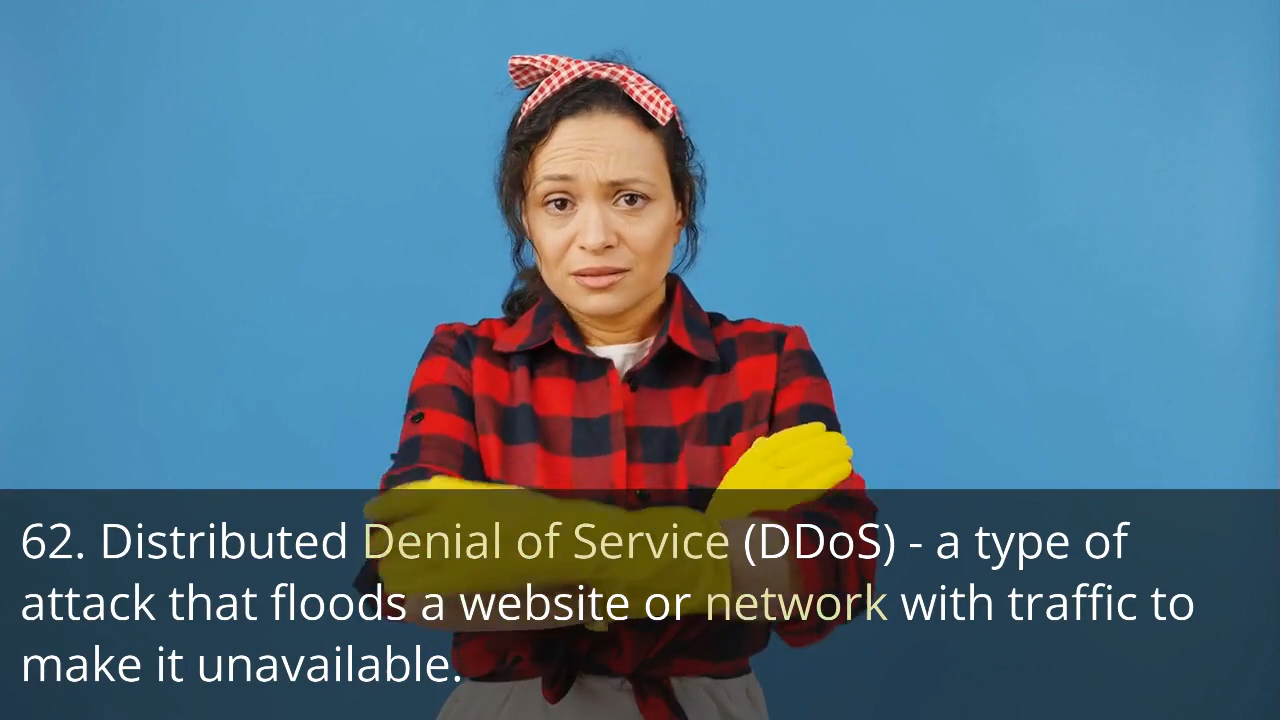 62. Distributed Denial of Service (DDoS) - a type of
attack that floods a website or network with traffic to
make it unavailable.